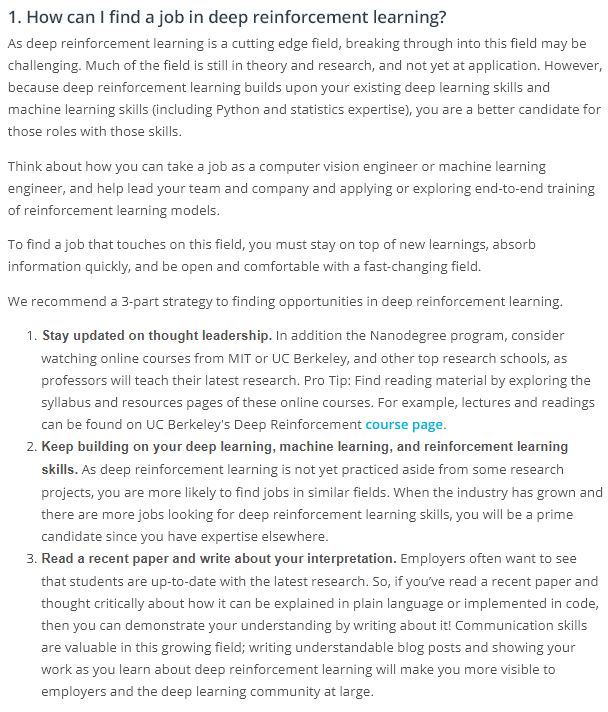 1. How can I find a job in deep reinforcement learning?
As deep reinforcement learning is a cutting edge field, breaking through into this field may be
challenging. Much of the field is still in theory and research, and not yet at application. However,
because deep reinforcement learning builds upon your existing deep learning skills and
machine learning skills (including Python and statistics expertise), you are a better candidate for
those roles with those skills.
Think about how you can take a job as a computer vision engineer or machine learning
engineer, and help lead your team and company and applying or exploring end-to-end training
of reinforcement learning models.
To find a job that touches on this field, you must stay on top of new learnings, absorb
information quickly, and be open and comfortable with a fast-changing field.
We recommend a 3-part strategy to finding opportunities in deep reinforcement learning.
1. Stay updated on thought leadership. In addition the Nanodegree program, consider
watching online courses from MIT or UC Berkeley, and other top research schools, as
professors will teach their latest research. Pro Tip: Find reading material by exploring the
syllabus and resources pages of these online courses. For example, lectures and readings
can be found on UC Berkeley's Deep Reinforcement course page.
2. Keep building on your deep learning, machine learning, and reinforcement learning
skills. As deep reinforcement learning is not yet practiced aside from some research
projects, you are more likely to find jobs in similar fields. When the industry has grown and
there are more jobs looking for deep reinforcement learning skills, you will be a prime
candidate since you have expertise elsewhere.
3. Read a recent paper and write about your interpretation. Employers often want to see
that students are up-to-date with the latest research. So, if you've read a recent paper and
thought critically about how it can be explained in plain language or implemented in code,
then you can demonstrate your understanding by writing about it! Communication skills
are valuable in this growing field; writing understandable blog posts and showing your
work as you learn about deep reinforcement learning will make you more visible to
employers and the deep learning community at large.